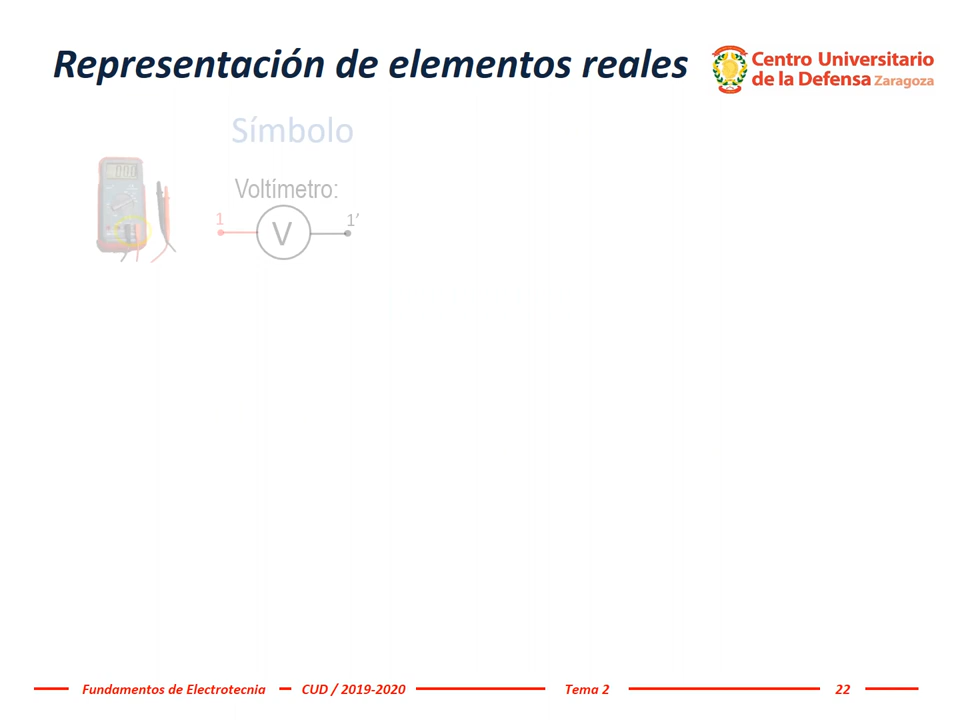 Representación de elementos reales
Centro Universitario
de la Defensa Zaragoza
Símbolo
Voltímetro:
1
1’
V
Fundamentos de Electrotecnia
CUD / 2019-2020
Tema 2
22